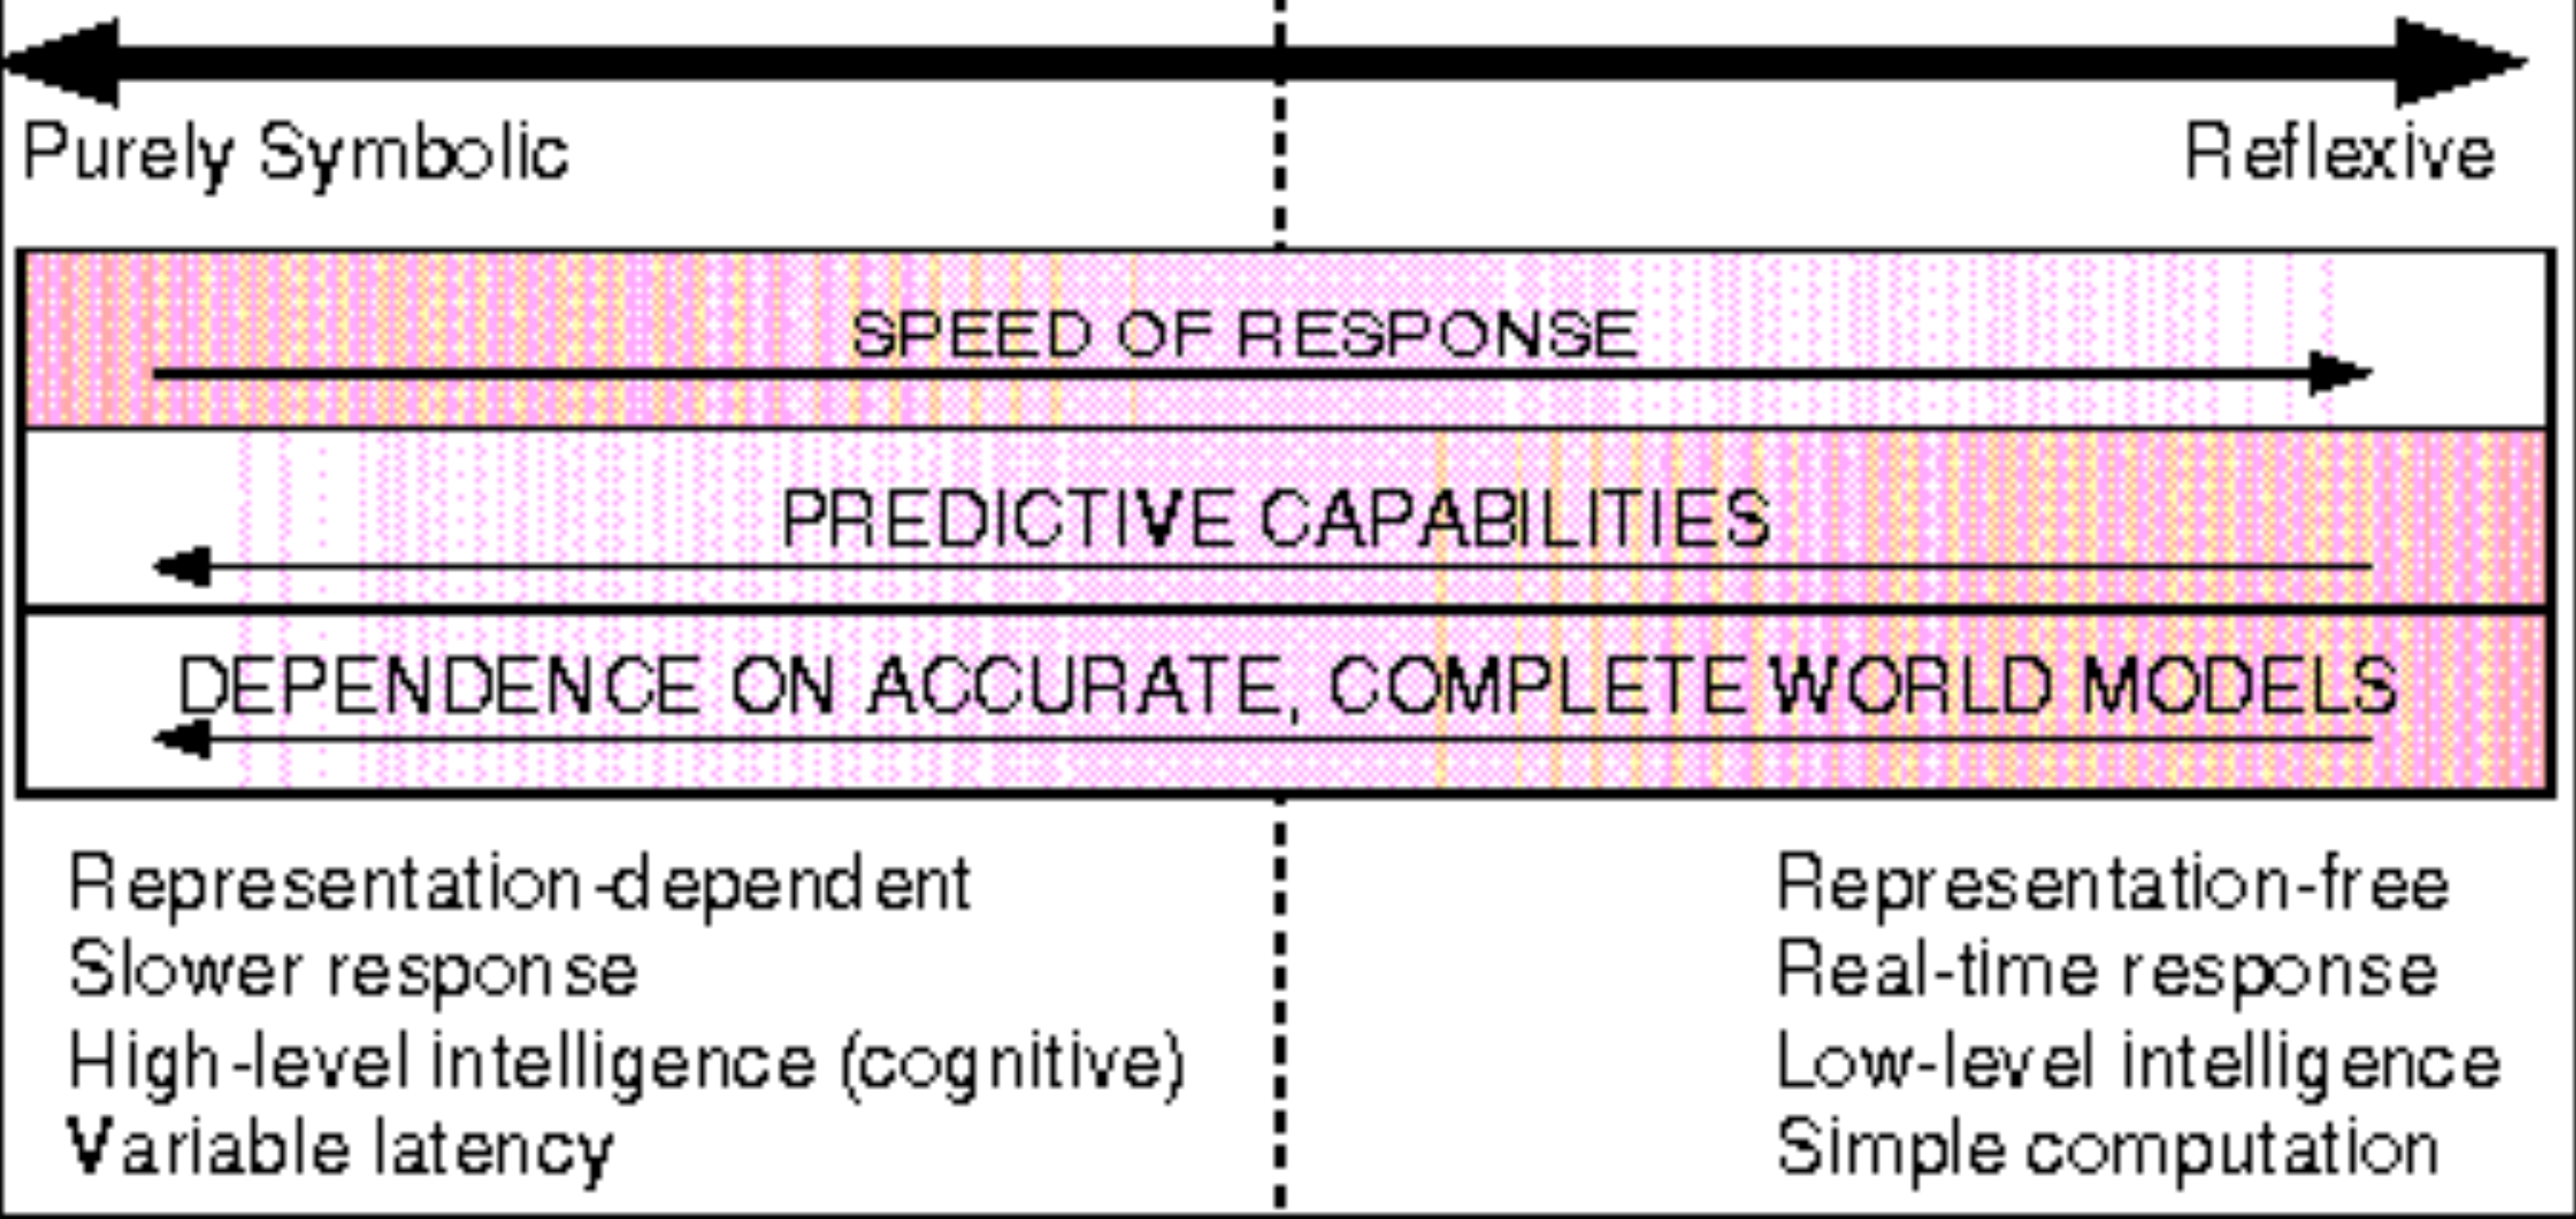 Purely Symbolic
Reflexive
SPEED OF RESPONSE
PREDICTIVE CAPABILITIES
DEPENDENCE ON ACCURATE, COMPLETE WORLD MODELS
Representation-dependent
Slower response
High-level intelligence (cognitive)
Variable latency
Representation-free
Real-time response
Low-level intelligence
Simple computation